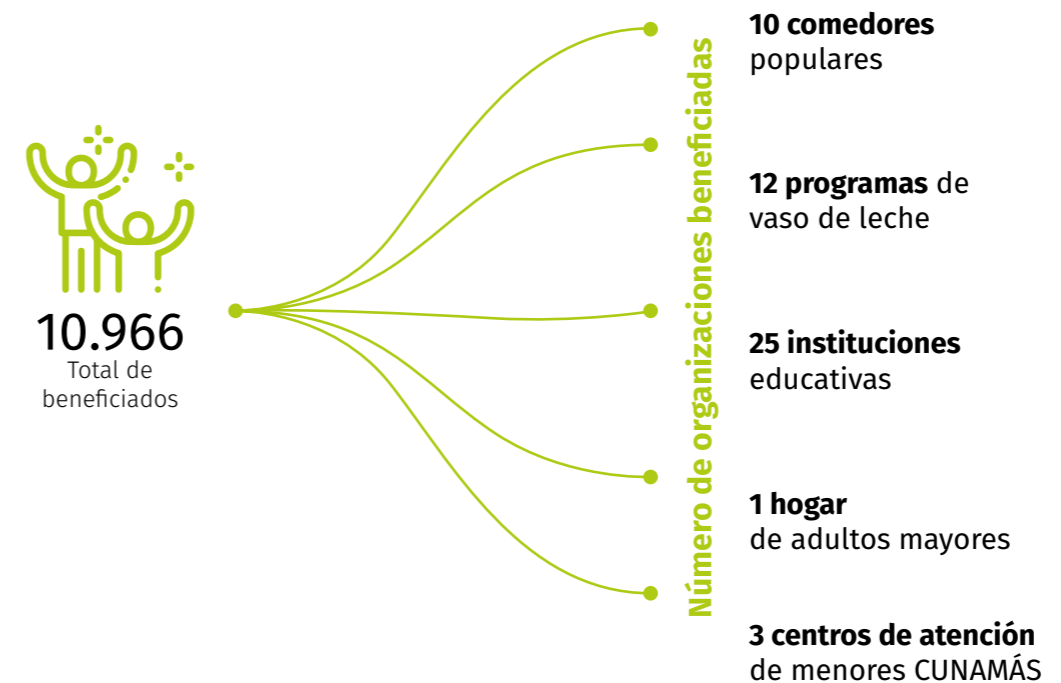 10.966
Total de
beneficiados
Número de organizaciones beneficiadas
10 comedores
populares
12 programas de
vaso de leche
25 instituciones
educativas
1 hogar
de adultos mayores
3 centros de atención
de menores CUNAMÁS